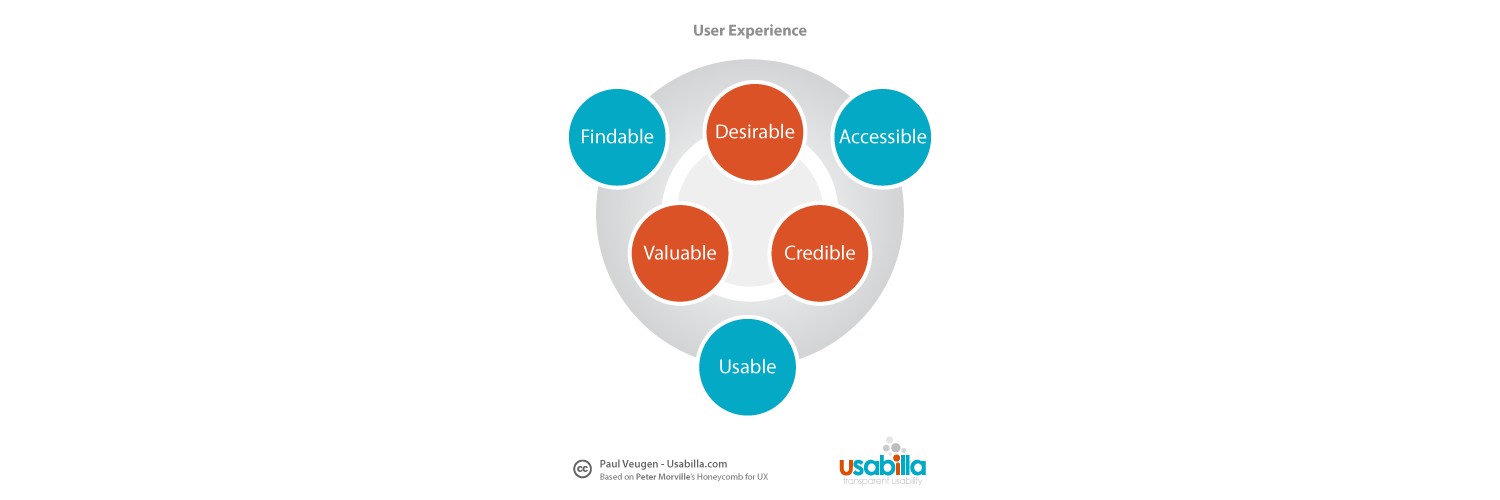 User Experience
Findable
Desirable
Accessible
Valuable
Credible
Usable
cc
Paul Veugen - Usabilla.com
Based on Peter Morville's Honeycomb for UX
usabilla
transparent usability